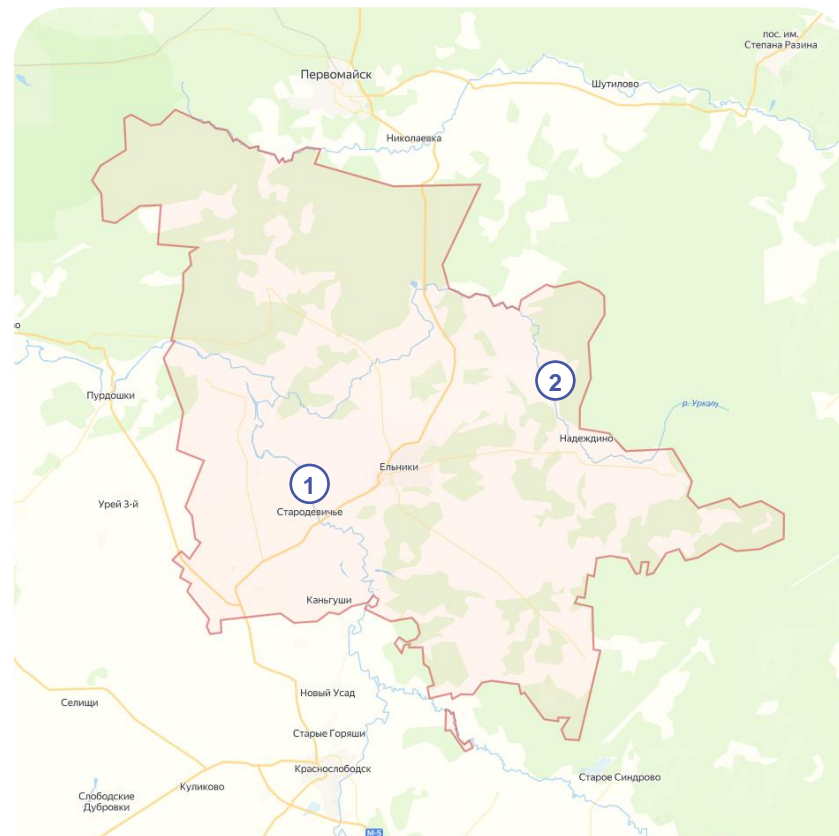 пос. им.
Степана Разина
Первомайск
Шутилово
Николаевка
но
Пурдошки
2
р. Уркат
Надеждино
Ельники
1
Урей 3-й
Стародевичье
Каньгуши
Новый Усад
Селищи
Старые Горяши
Краснослободск
Старое Синдрово
Куликово
Слободские
Дубровки
М-5